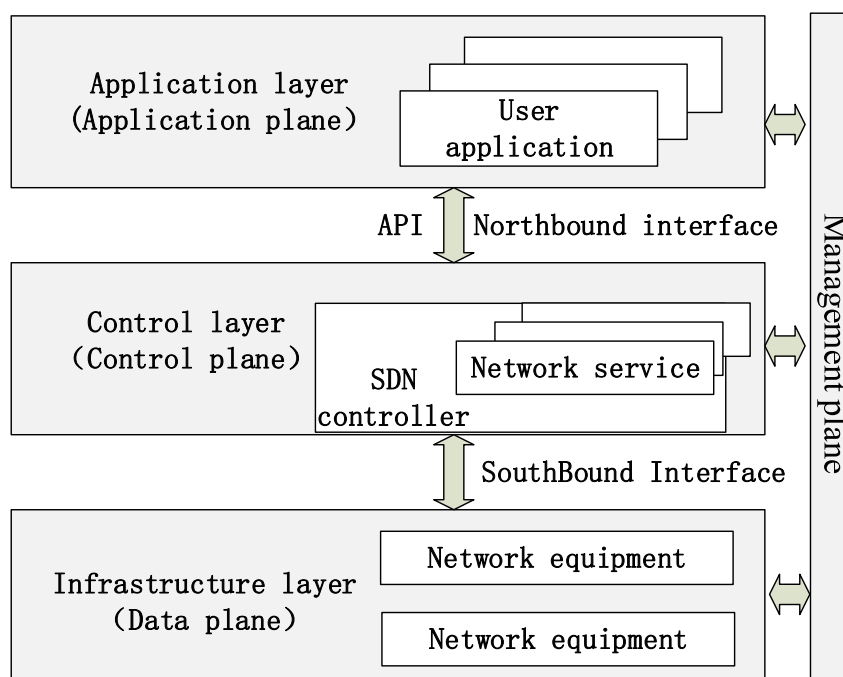 Application layer
(Application plane)
User
application
API
Northbound interface
Control layer
(Control plane)
SDN
controller
Network service
SouthBound Interface
Infrastructure layer
(Data plane)
Network equipment
Network equipment
Management plane